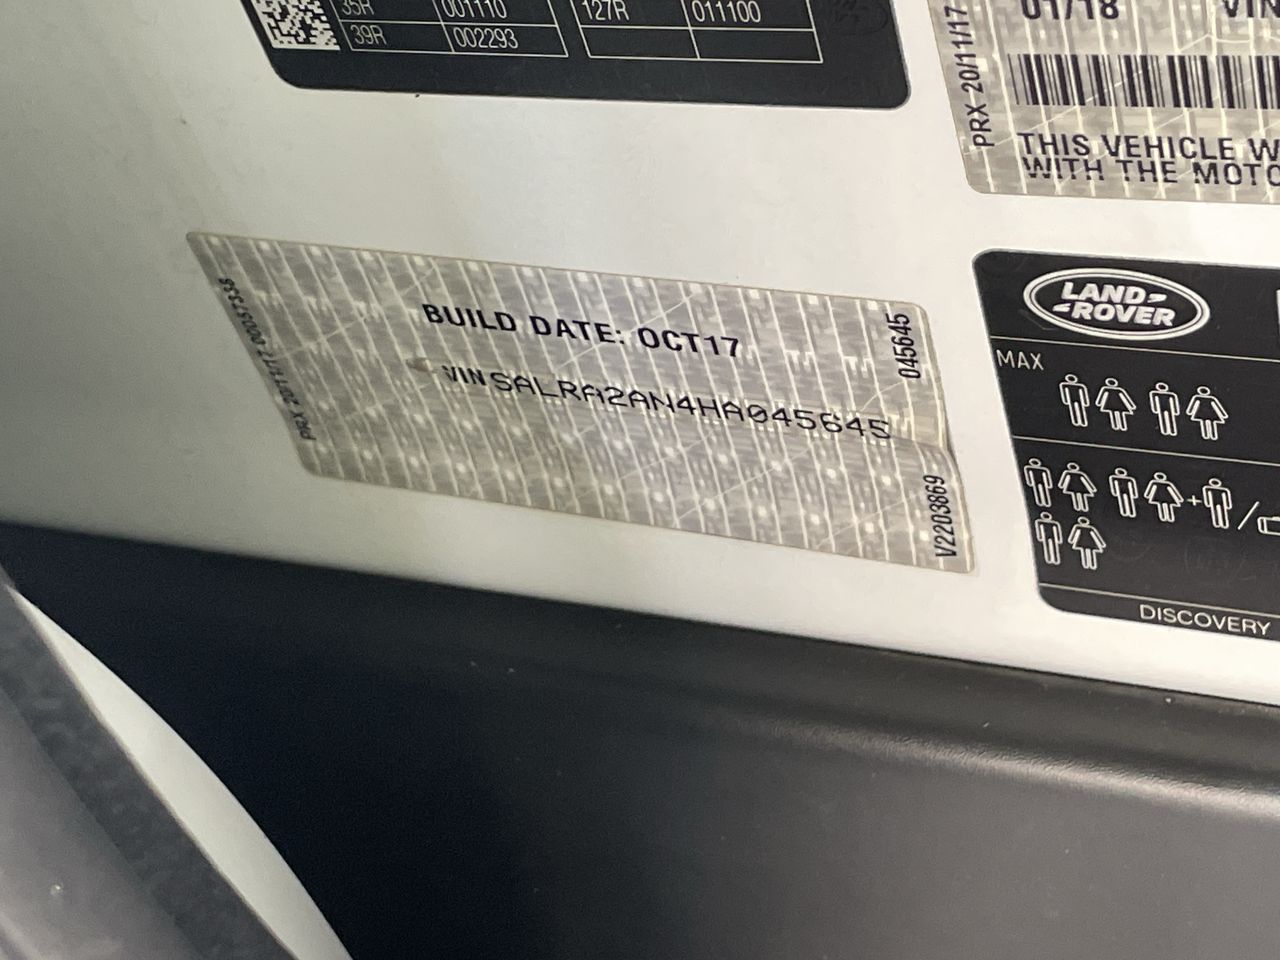 35R 001110 127R 011100
39R 002293
PRX 20/11/17
01/18 VIN
THIS VEHICLE W
WITH THE MOTO
BUILD DATE: OCT17
VIN SALRA2AN4HA045645
045645
V2203869
LAND-
-ROVER
MAX
+ /
DISCOVERY